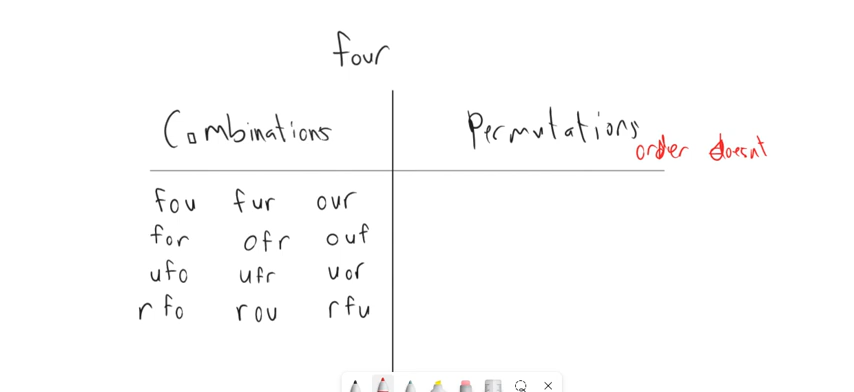 four
Combinations
Permutations
order doesnt
fou fur our
for ofr ouf
ufo ufr uor
rfo rou rfu